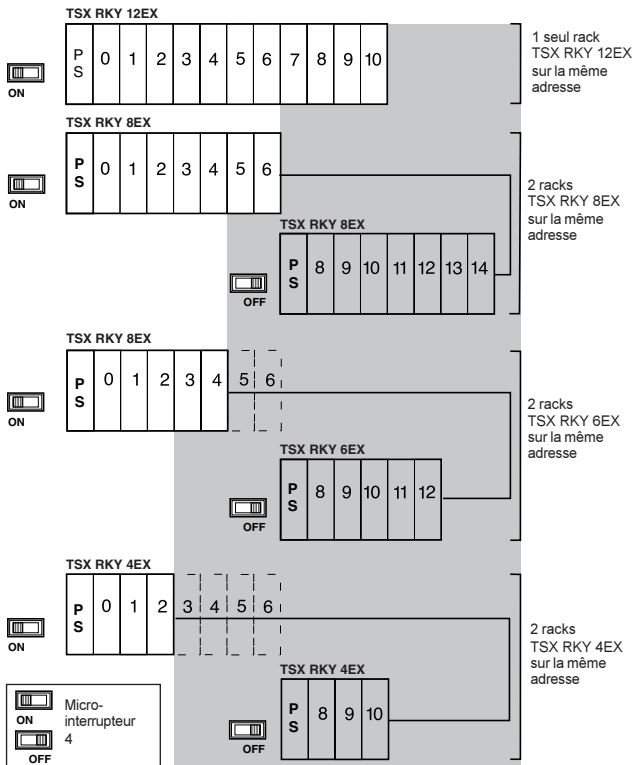 TSX RKY 12EX
P S 0 1 2 3 4 5 6 7 8 9 10
ON
1 seul rack
TSX RKY 12EX
sur la même
adresse
TSX RKY 8EX
P S 0 1 2 3 4 5 6
ON
TSX RKY 8EX
P S 8 9 10 11 12 13 14
OFF
2 racks
TSX RKY 8EX
sur la même
adresse
TSX RKY 8EX
P S 0 1 2 3 4 5 6
ON
TSX RKY 6EX
P S 8 9 10 11 12
OFF
2 racks
TSX RKY 6EX
sur la même
adresse
TSX RKY 4EX
P S 0 1 2 3 4 5 6
ON
TSX RKY 4EX
P S 8 9 10
OFF
2 racks
TSX RKY 4EX
sur la même
adresse
ON
Micro-
interrupteur
4
OFF